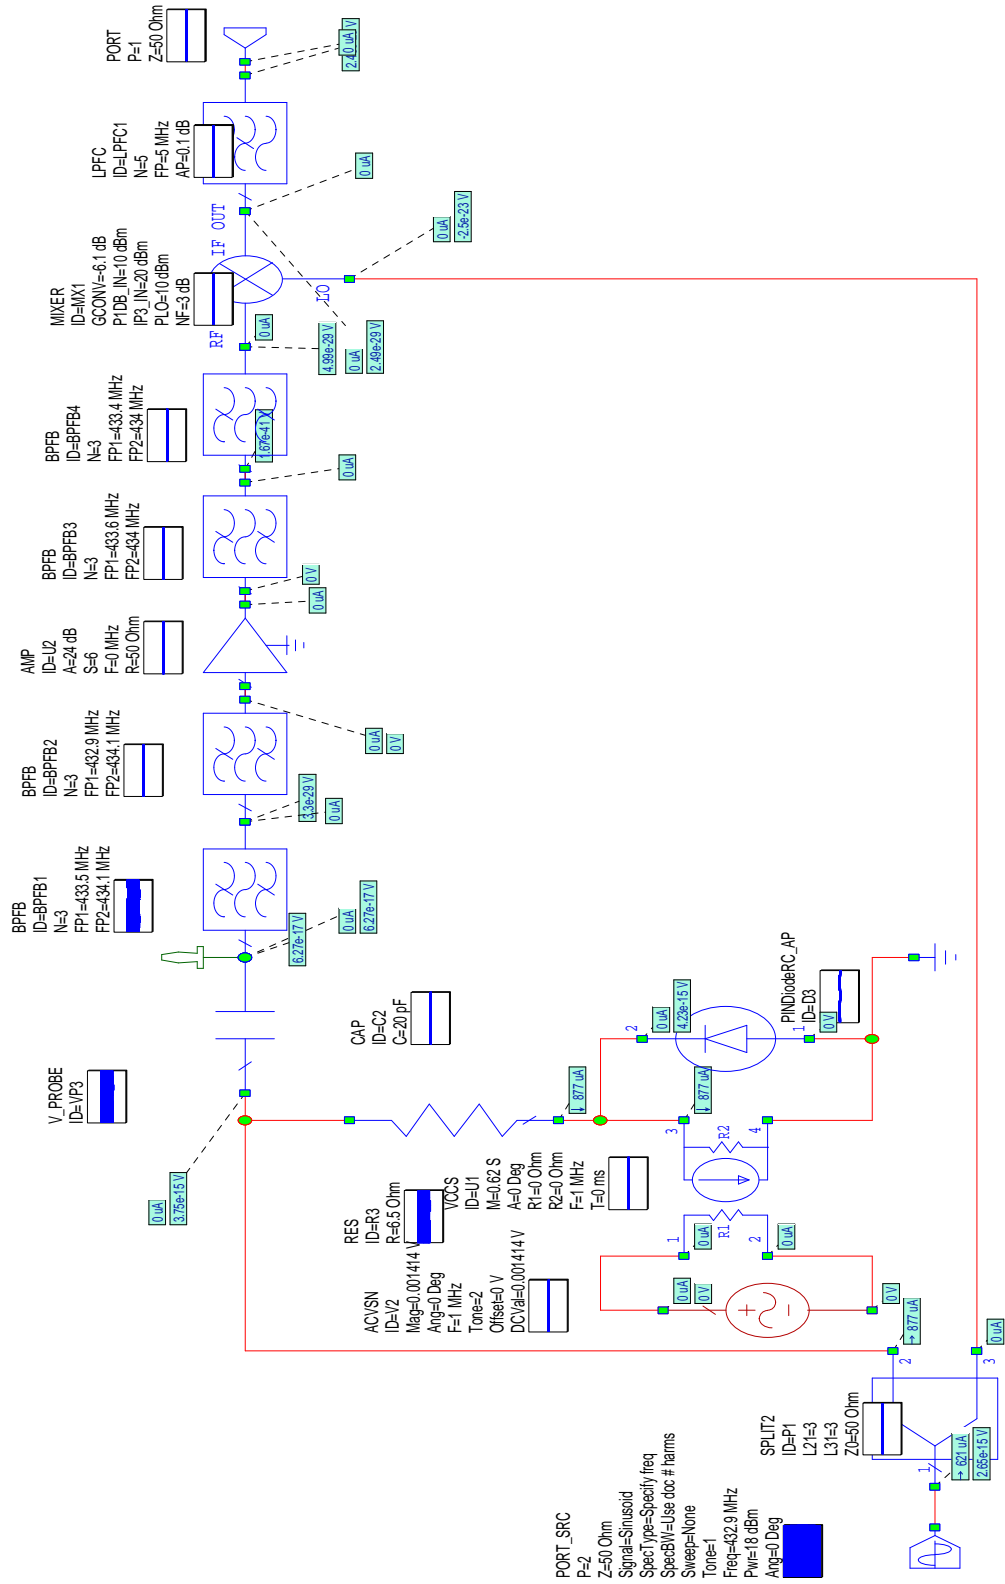 PORT
P=1
Z=50 Ohm
LPFC
ID=LPFC1
N=5
FP=5 MHz
AP=0.1 dB
IF OUT
MIXER
ID=MX1
GCONV=-6.1 dB
P1DB_IN=10 dBm
IP3_IN=20 dBm
PLO=10 dBm
NF=3 dB
RF
LO
BPFB
ID=BPFB4
N=3
FP1=433.4 MHz
FP2=434 MHz
BPFB
ID=BPFB3
N=3
FP1=433.6 MHz
FP2=434 MHz
AMP
ID=U2
A=24 dB
S=6
F=0 MHz
R=50 Ohm
BPFB
ID=BPFB2
N=3
FP1=432.9 MHz
FP2=434.1 MHz
BPFB
ID=BPFB1
N=3
FP1=433.5 MHz
FP2=434.1 MHz
V_PROBE
ID=VP3
CAP
ID=C2
C=20 pF
RES
ID=R3
R=6.5 Ohm
VCCS
ID=U1
M=0.62 S
A=0 Deg
R1=0 Ohm
R2=0 Ohm
F=1 MHz
T=0 ms
ACVSN
ID=V2
Mag=0.001414 V
Ang=0 Deg
F=1 MHz
Tone=2
Offset=0 V
DCVal=0.001414 V
PINDiodeRC_AP
ID=D3
SPLIT2
ID=P1
L21=3
L31=3
Z0=50 Ohm
PORT_SRC
P=2
Z=50 Ohm
Signal=Sinusoid
SpecType=Specify freq
SpecBW=Use doc # harms
Sweep=None
Tone=1
Freq=432.9 MHz
Pwr=18 dBm
Ang=0 Deg
0 uA
0 uA
-2.5e-23 V
4.99e-29 V
0 uA
0 uA
2.49e-29 V
1.67e-41 V
0 uA
0 V
0 uA
0 uA
0 V
3.3e-29 V
0 uA
6.27e-17 V
0 uA
6.27e-17 V
0 uA
3.75e-15 V
0 uA
4.23e-15 V
2
1
0 V
↓ 877 uA
↓ 877 uA
3
4
R2
R1
1
2
0 uA
0 uA
0 uA
0 V
0 V
→ 877 uA
2
3
0 uA
1
→ 621 uA
2.65e-15 V